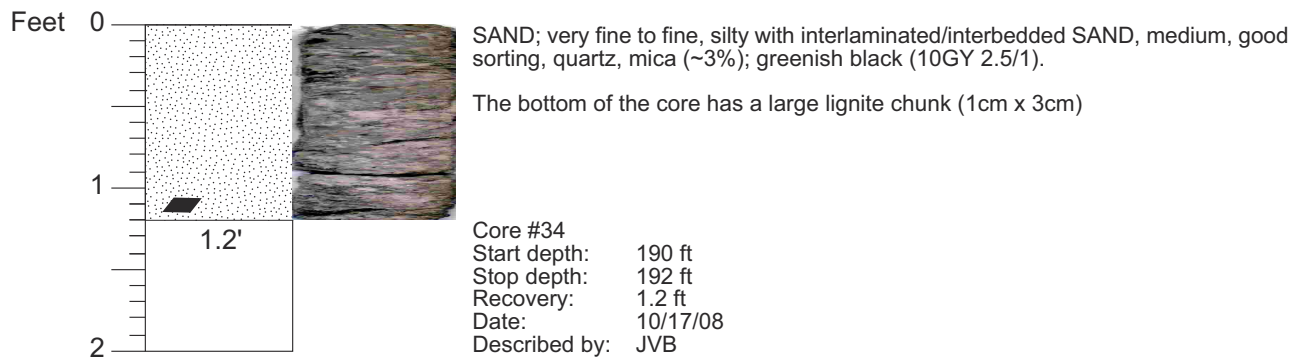 Feet 0
SAND; very fine to fine, silty with interlaminated/interbedded SAND, medium, good
sorting, quartz, mica (~3%); greenish black (10GY 2.5/1).
The bottom of the core has a large lignite chunk (1cm x 3cm)
1
1.2'
Core #34
Start depth: 190 ft
Stop depth: 192 ft
Recovery: 1.2 ft
Date: 10/17/08
Described by: JVB
2